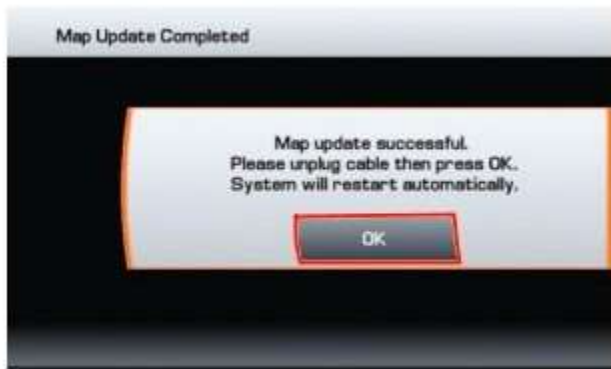 Map Update Completed
Map update successful.
Please unplug cable then press OK.
System will restart automatically.
OK